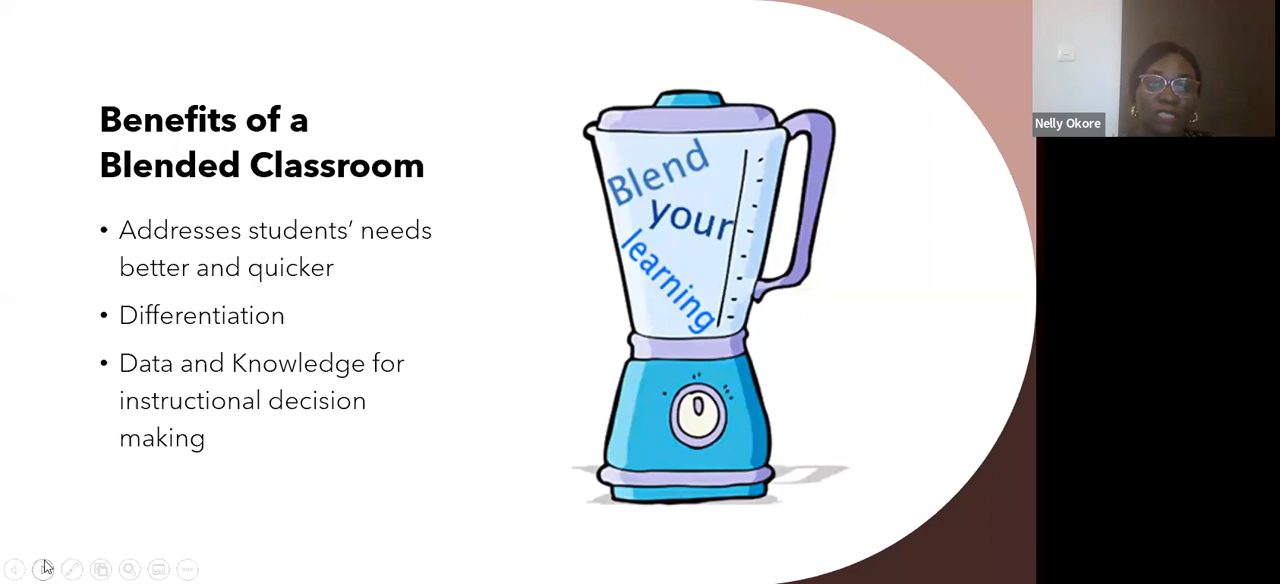 Benefits of a
Blended Classroom
• Addresses students’ needs
better and quicker
• Differentiation
• Data and Knowledge for
instructional decision
making
Blend
your
learning
Nelly Okore